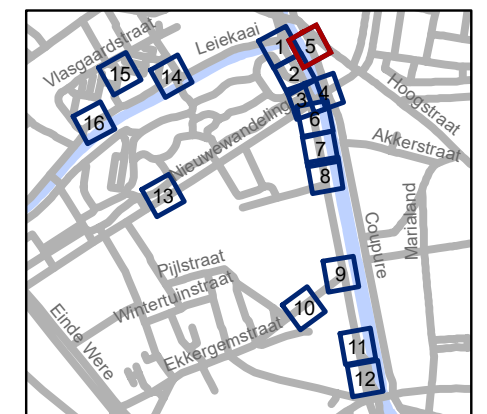 Vlasgaardstraat
Leiekaai
1
5
15
14
2
3
4
16
6
Hoogstraat
Nieuwewandeling
7
Akkerstraat
8
13
Marialand
Coupure
Pijlstraat
9
Wintertuinstraat
10
Einde Were
Ekkergemstraat
11
12